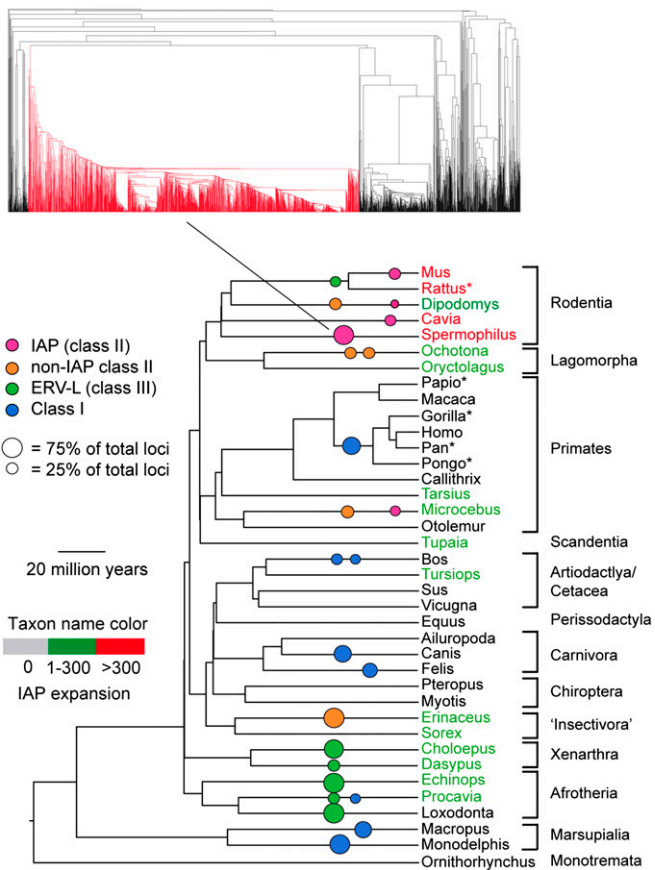 Mus
Rattus*
Dipodomys
Cavia
Spermophilus
Rodentia
Ochotona
Oryctolagus
Lagomorpha
IAP (class II)
non-IAP class II
ERV-L (class III)
Class I
= 75% of total loci
= 25% of total loci
Papio*
Macaca
Gorilla*
Homo
Pan*
Pongo*
Callithrix
Tarsius
Microcebus
Otolemur
Primates
Tupaia
Scandentia
20 million years
Bos
Tursiops
Sus
Vicugna
Artiodactlya/
Cetacea
Equus
Perissodactyla
Taxon name color
0 1-300 >300
IAP expansion
Ailuropoda
Canis
Felis
Carnivora
Pteropus
Myotis
Chiroptera
Erinaceus
Sorex
‘Insectivora’
Choloepus
Dasypus
Xenarthra
Echinops
Procavia
Loxodonta
Afrotheria
Macropus
Monodelphis
Marsupialia
Ornithorhynchus
Monotremata